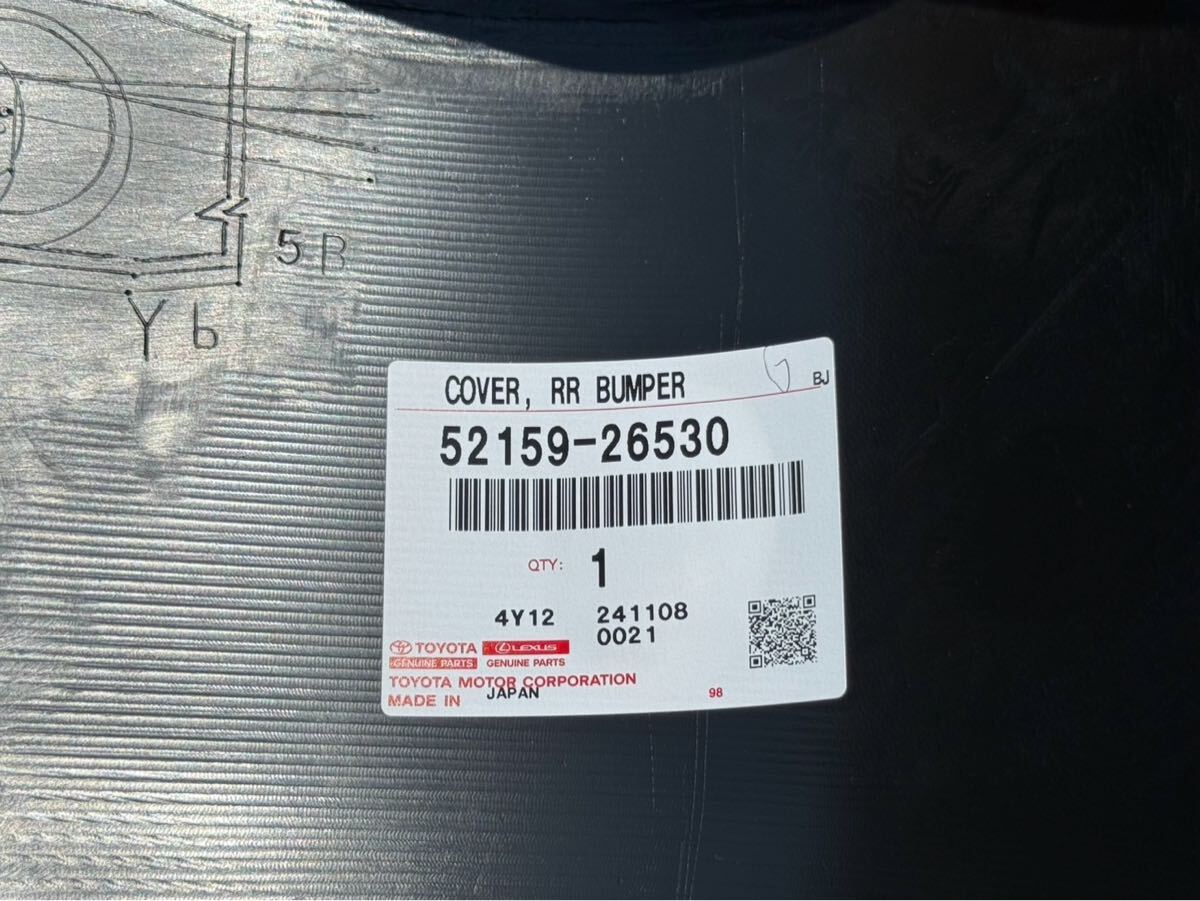 5B
Y6
COVER, RR BUMPER
BJ
52159-26530
QTY: 1
4Y12 241108
0021
TOYOTA LEXUS
GENUINE PARTS GENUINE PARTS
TOYOTA MOTOR CORPORATION
MADE IN JAPAN
98